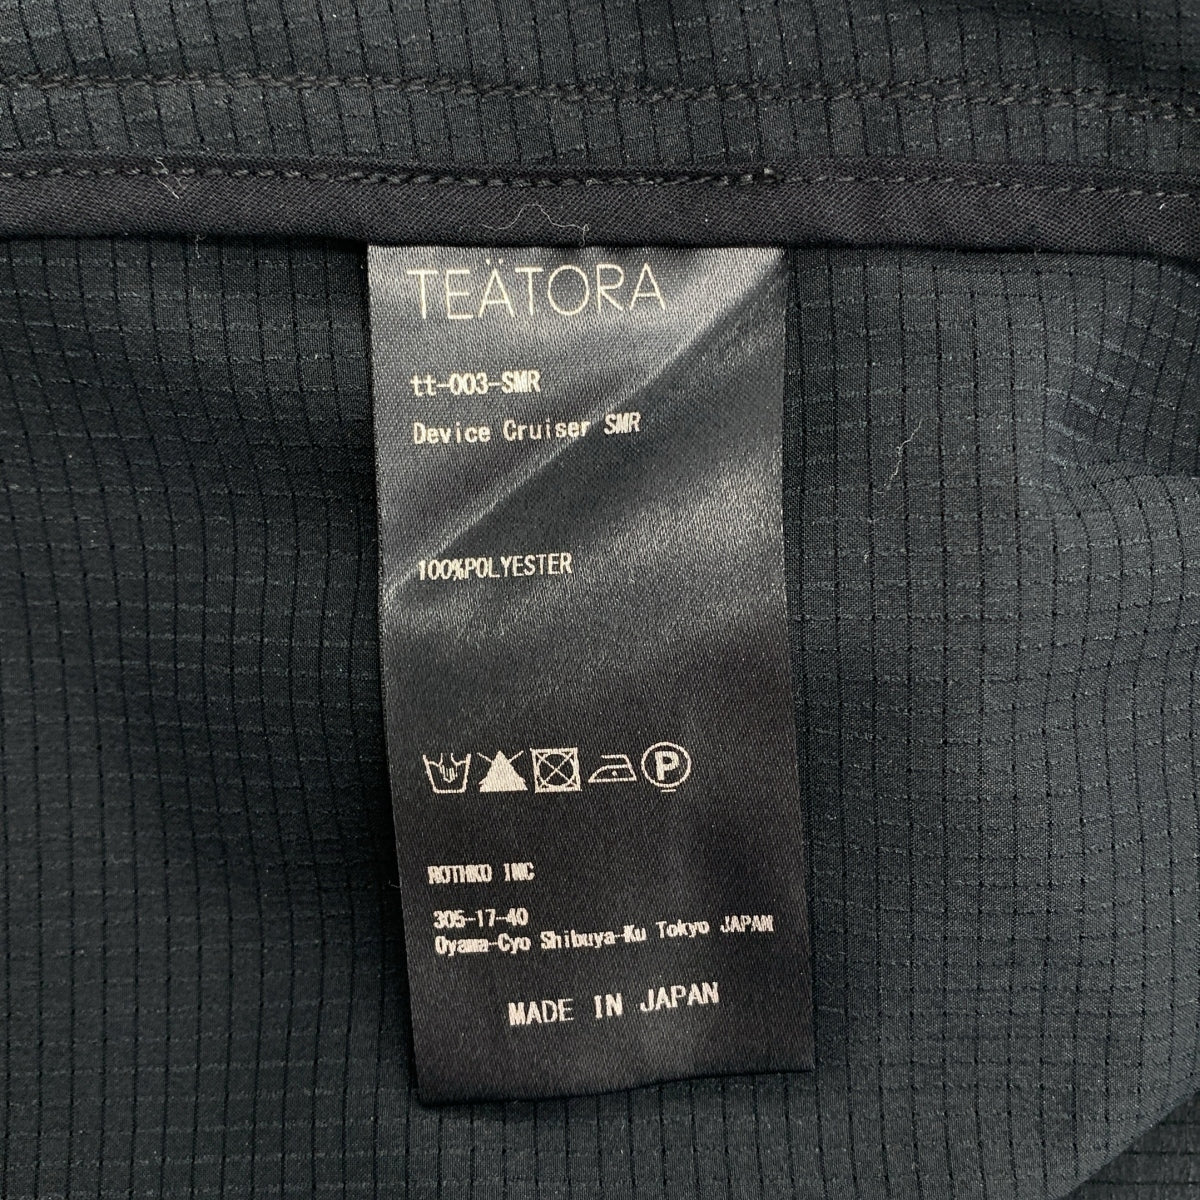 TEÄTORA
tt-003-SMR
Device Cruiser SMR
100%POLYESTER
P
ROTHKO INC
305-17-40
Oyama-Cyo Shibuya-Ku Tokyo JAPAN
MADE IN JAPAN